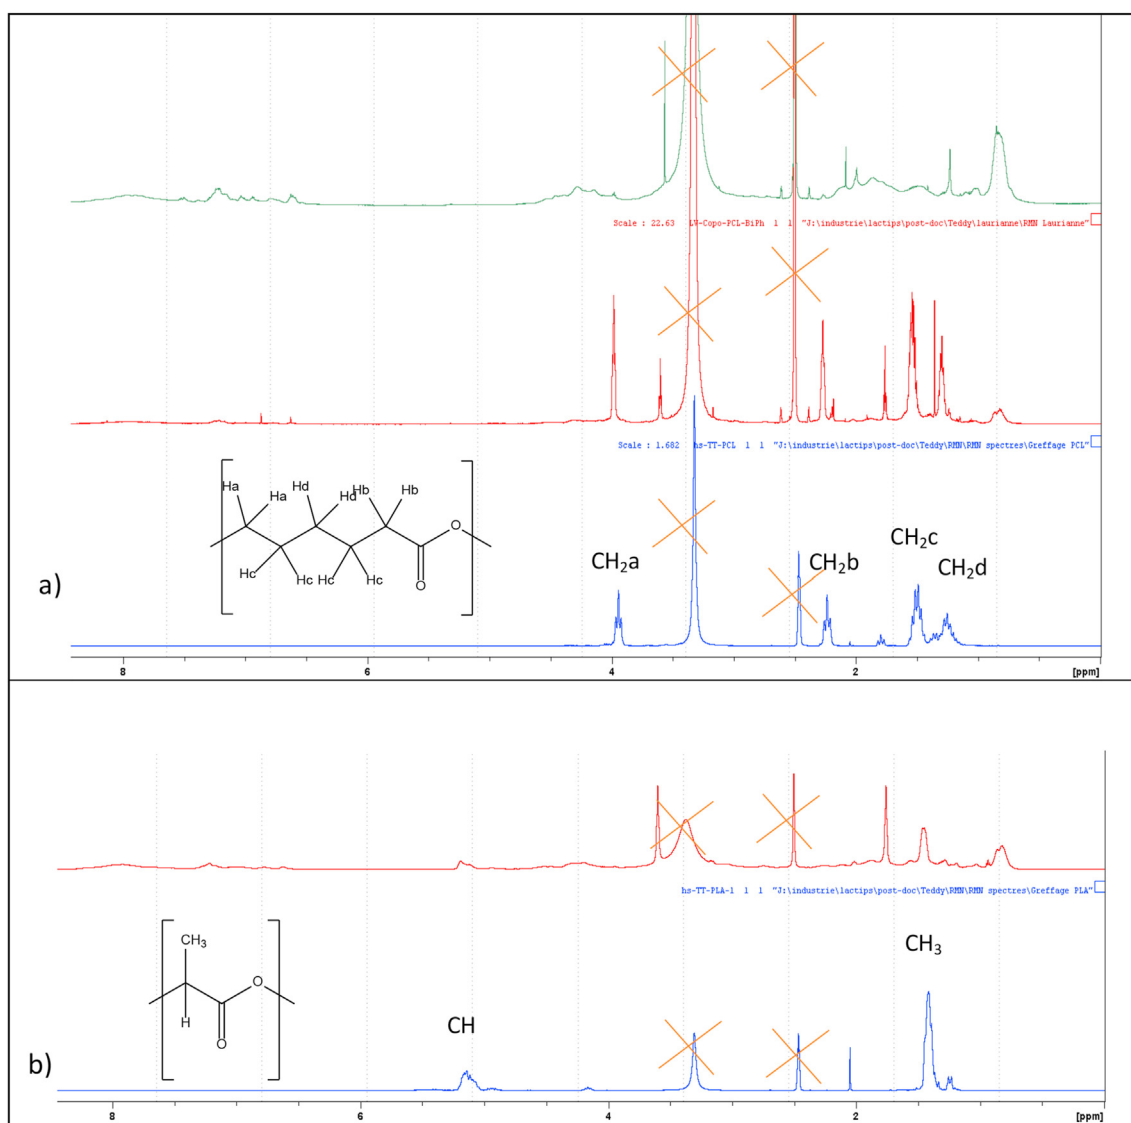 Scale : 22.63 LV-Copo-PCL-BiPh 1 1 "J:\industrie\lactips\post-doc\Teddy\laurianne\RMN Laurianne"
Scale : 1.682 hs-TT-PCL 1 1 "J:\industrie\lactips\post-doc\Teddy\RMN\RMN spectres\Greffage PCL"
Ha Ha Hd Hd Hb Hb
O
Hc Hc Hc Hc O
CH₂a CH₂b CH₂c CH₂d
a)
8 6 4 2 [ppm]
hs-TT-PLA-1 1 1 "J:\industrie\lactips\post-doc\Teddy\RMN\RMN spectres\Greffage PLA"
CH₃
O
H
O
CH
CH₃
b)
8 6 4 2 [ppm]